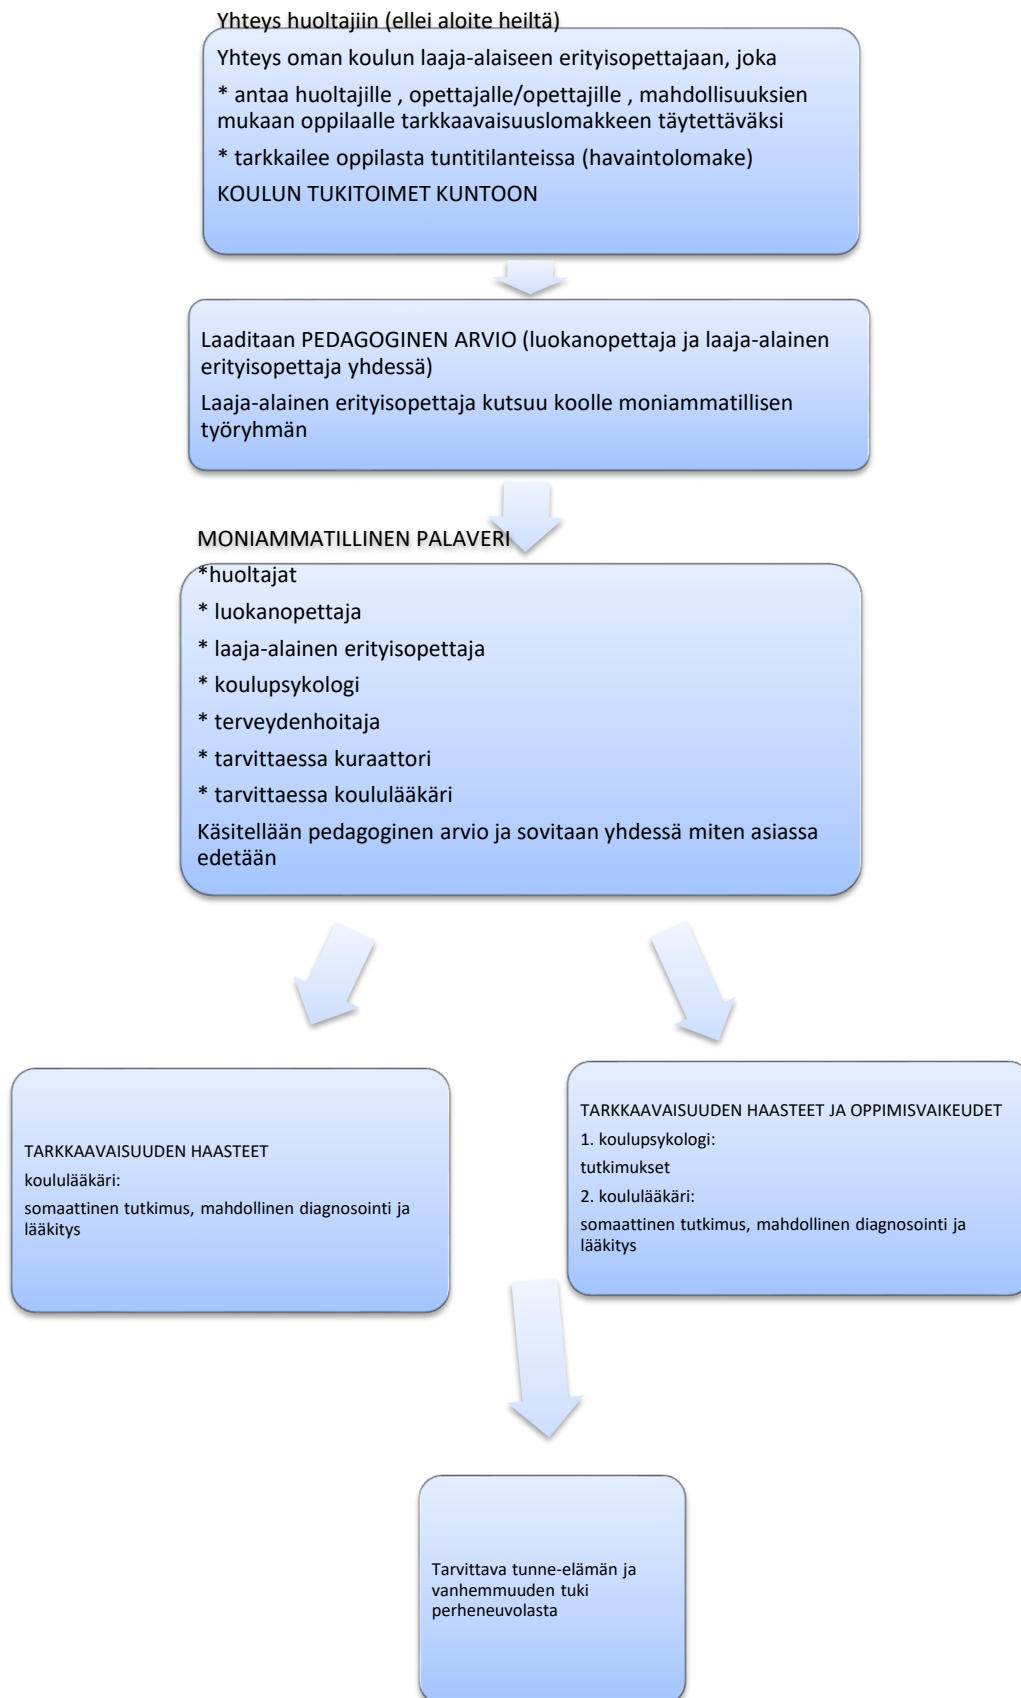 Yhteys huoltajiin (ellei aloite heiltä)
Yhteys oman koulun laaja-alaiseen erityisopettajaan, joka
* antaa huoltajille , opettajalle/opettajille , mahdollisuuksien
mukaan oppilaalle tarkkaavaisuuslomakkeen täytettäväksi
* tarkkailee oppilasta tuntitilanteissa (havaintolomake)
KOULUN TUKITOIMET KUNTOON
Laaditaan PEDAGOGINEN ARVIO (luokanopettaja ja laaja-alainen
erityisopettaja yhdessä)
Laaja-alainen erityisopettaja kutsuu koolle moniammatillisen
työryhmän
MONIAMMATILLINEN PALAVERI
*huoltajat
* luokanopettaja
* laaja-alainen erityisopettaja
* koulupsykologi
* terveydenhoitaja
* tarvittaessa kuraattori
* tarvittaessa koululääkäri
Käsitellään pedagoginen arvio ja sovitaan yhdessä miten asiassa
edetään
TARKKAAVAISUUDEN HAASTEET
koululääkäri:
somaattinen tutkimus, mahdollinen diagnosointi ja
lääkitys
TARKKAAVAISUUDEN HAASTEET JA OPPIMISVAIKEUDET
1. koulupsykologi:
tutkimukset
2. koululääkäri:
somaattinen tutkimus, mahdollinen diagnosointi ja
lääkitys
Tarvittava tunne-elämän ja
vanhemmuuden tuki
perheneuvolasta